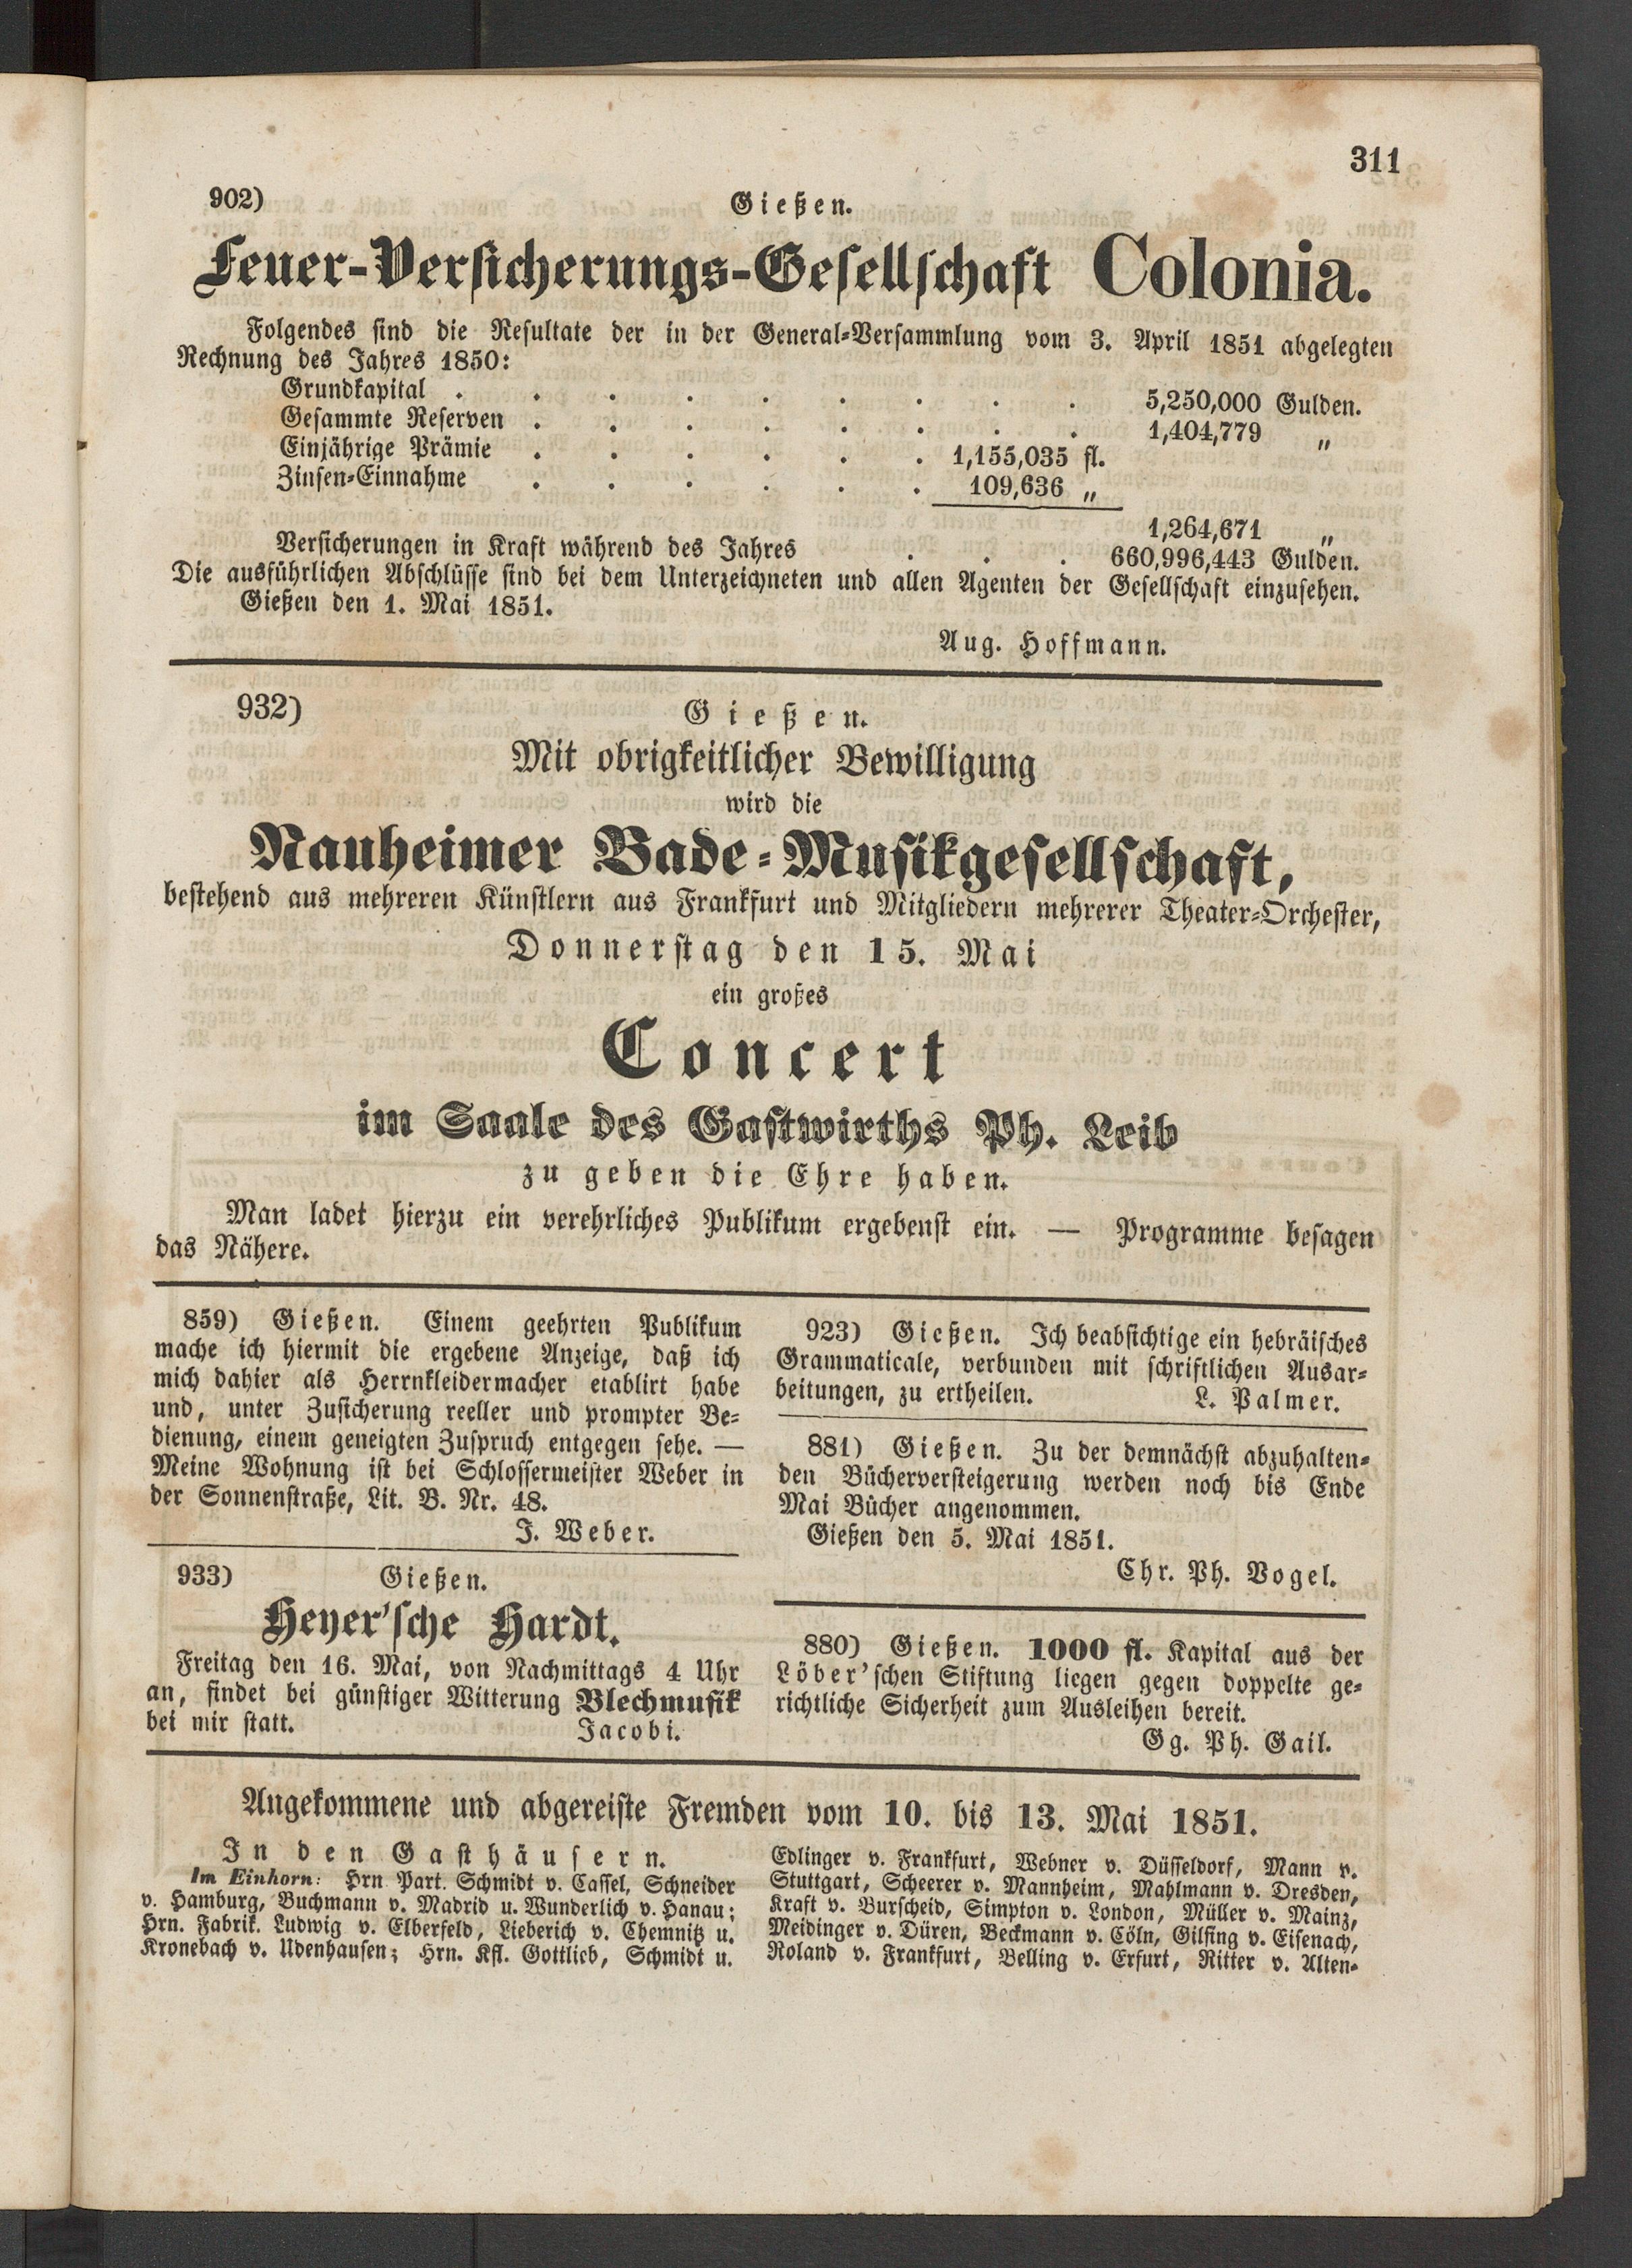 311
902) Gießen.
Feuer-Versicherungs-Gesellschaft Colonia.
Folgendes sind die Resultate der in der General-Versammlung vom 3. April 1851 abgelegten
Rechnung des Jahres 1850:
Grundkapital . . . . . . . . . 5,250,000 Gulden.
Gesammte Reserven . . . . . . . . 1,404,779 „
Einjährige Prämie . . . . . . 1,155,035 fl.
Zinsen-Einnahme . . . . . . 109,636 „
1,264,671 „
Versicherungen in Kraft während des Jahres . . . 660,996,443 Gulden.
Die ausführlichen Abschlüsse sind bei dem Unterzeichneten und allen Agenten der Gesellschaft einzusehen.
Gießen den 1. Mai 1851.
Aug. Hoffmann.
932) Gießen.
Mit obrigkeitlicher Bewilligung
wird die
Nauheimer Bade-Musikgesellschaft,
bestehend aus mehreren Künstlern aus Frankfurt und Mitgliedern mehrerer Theater-Orchester,
Donnerstag den 15. Mai
ein großes
Concert
im Saale des Gastwirths Ph. Leib
zu geben die Ehre haben.
Man ladet hierzu ein verehrliches Publikum ergebenst ein. — Programme besagen
das Nähere.
859) Gießen. Einem geehrten Publikum
mache ich hiermit die ergebene Anzeige, daß ich
mich dahier als Herrnkleidermacher etablirt habe
und, unter Zusicherung reeller und prompter Be-
dienung, einem geneigten Zuspruch entgegen sehe. —
Meine Wohnung ist bei Schlossermeister Weber in
der Sonnenstraße, Lit. B. Nr. 48.
J. Weber.
933) Gießen.
Heyer'sche Hardt.
Freitag den 16. Mai, von Nachmittags 4 Uhr
an, findet bei günstiger Witterung Blechmusik
bei mir statt. Jacobi.
923) Gießen. Ich beabsichtige ein hebräisches
Grammaticale, verbunden mit schriftlichen Ausar-
beitungen, zu ertheilen. L. Palmer.
881) Gießen. Zu der demnächst abzuhalten-
den Bücherversteigerung werden noch bis Ende
Mai Bücher angenommen.
Gießen den 5. Mai 1851.
Chr. Ph. Vogel.
880) Gießen. 1000 fl. Kapital aus der
Löber'schen Stiftung liegen gegen doppelte ge-
richtliche Sicherheit zum Ausleihen bereit.
Gg. Ph. Gail.
Angekommene und abgereiste Fremden vom 10. bis 13. Mai 1851.
In den Gasthäusern.
Im Einhorn: Hrn Part. Schmidt v. Cassel, Schneider
v. Hamburg, Buchmann v. Madrid u. Wunderlich v. Hanau;
Hrn. Fabrik. Ludwig v. Elberfeld, Lieberich v. Chemnitz u.
Kronebach v. Udenhausen; Hrn. Kfl. Gottlieb, Schmidt u.
Edlinger v. Frankfurt, Webner v. Düsseldorf, Mann v.
Stuttgart, Scheerer v. Mannheim, Mahlmann v. Dresden,
Kraft v. Burscheid, Simpton v. London, Müller v. Mainz,
Meidinger v. Düren, Beckmann v. Cöln, Gilsing v. Eisenach,
Roland v. Frankfurt, Belling v. Erfurt, Ritter v. Alten-